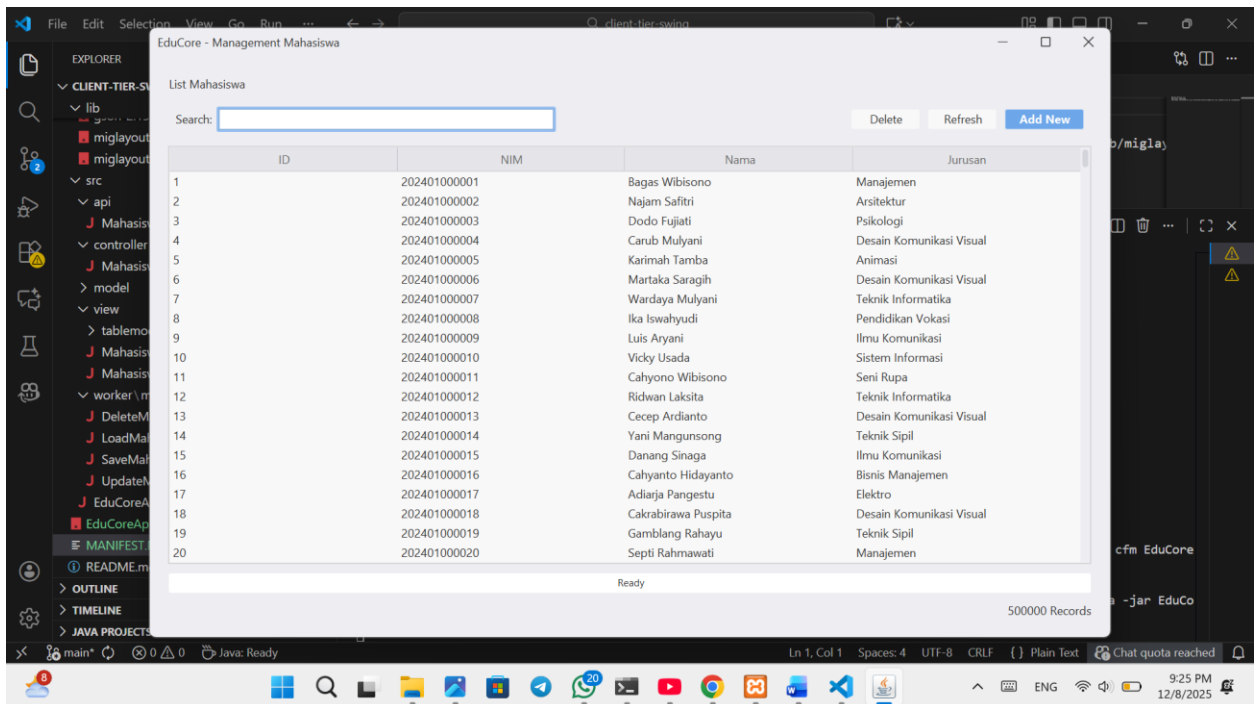 File Edit Selection View Go Run ··· client-tier-swing
EduCore - Management Mahasiswa
EXPLORER
CLIENT-TIER-SW
lib
miglayout
miglayout
src
api
Mahasisw
controller
Mahasisw
model
view
tablemo
Mahasisw
Mahasisw
worker\m
DeleteM
LoadMah
SaveMah
UpdateM
EduCoreA
EduCoreAp
MANIFEST.
README.m
OUTLINE
TIMELINE
JAVA PROJECTS
List Mahasiswa
Search: Delete Refresh Add New
ID NIM Nama Jurusan
1 202401000001 Bagas Wibisono Manajemen
2 202401000002 Najam Safitri Arsitektur
3 202401000003 Dodo Fujiati Psikologi
4 202401000004 Carub Mulyani Desain Komunikasi Visual
5 202401000005 Karimah Tamba Animasi
6 202401000006 Martaka Saragih Desain Komunikasi Visual
7 202401000007 Wardaya Mulyani Teknik Informatika
8 202401000008 Ika Iswahyudi Pendidikan Vokasi
9 202401000009 Luis Aryani Ilmu Komunikasi
10 202401000010 Vicky Usada Sistem Informasi
11 202401000011 Cahyono Wibisono Seni Rupa
12 202401000012 Ridwan Laksita Teknik Informatika
13 202401000013 Cecep Ardianto Desain Komunikasi Visual
14 202401000014 Yani Mangunsong Teknik Sipil
15 202401000015 Danang Sinaga Ilmu Komunikasi
16 202401000016 Cahyanto Hidayanto Bisnis Manajemen
17 202401000017 Adiarja Pangestu Elektro
18 202401000018 Cakrabirawa Puspita Desain Komunikasi Visual
19 202401000019 Gamblang Rahayu Teknik Sipil
20 202401000020 Septi Rahmawati Manajemen
Ready
500000 Records
b/miglay
cfm EduCore
-jar EduCo
main* 0 0 Java: Ready Ln 1, Col 1 Spaces: 4 UTF-8 CRLF {} Plain Text Chat quota reached
8 20 ENG 9:25 PM
12/8/2025